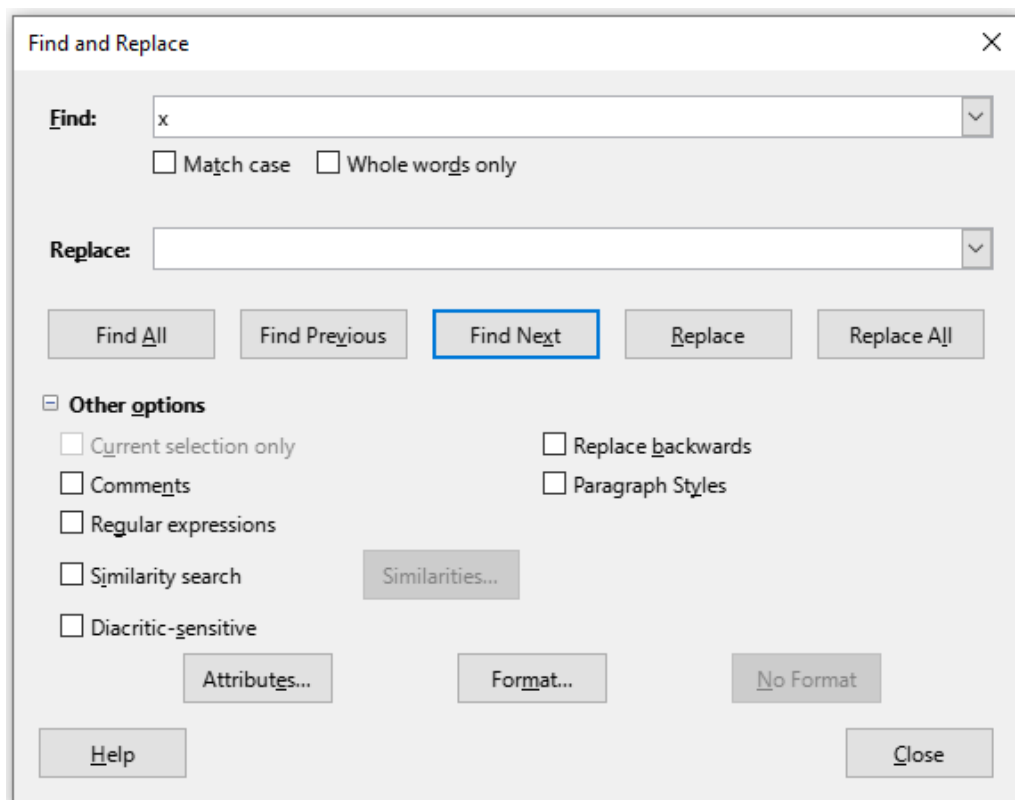 Find and Replace
Find: x
Match case Whole words only
Replace:
Find All Find Previous Find Next Replace Replace All
Other options
Current selection only Replace backwards
Comments Paragraph Styles
Regular expressions
Similarity search Similarities...
Diacritic-sensitive
Attributes... Format... No Format
Help Close